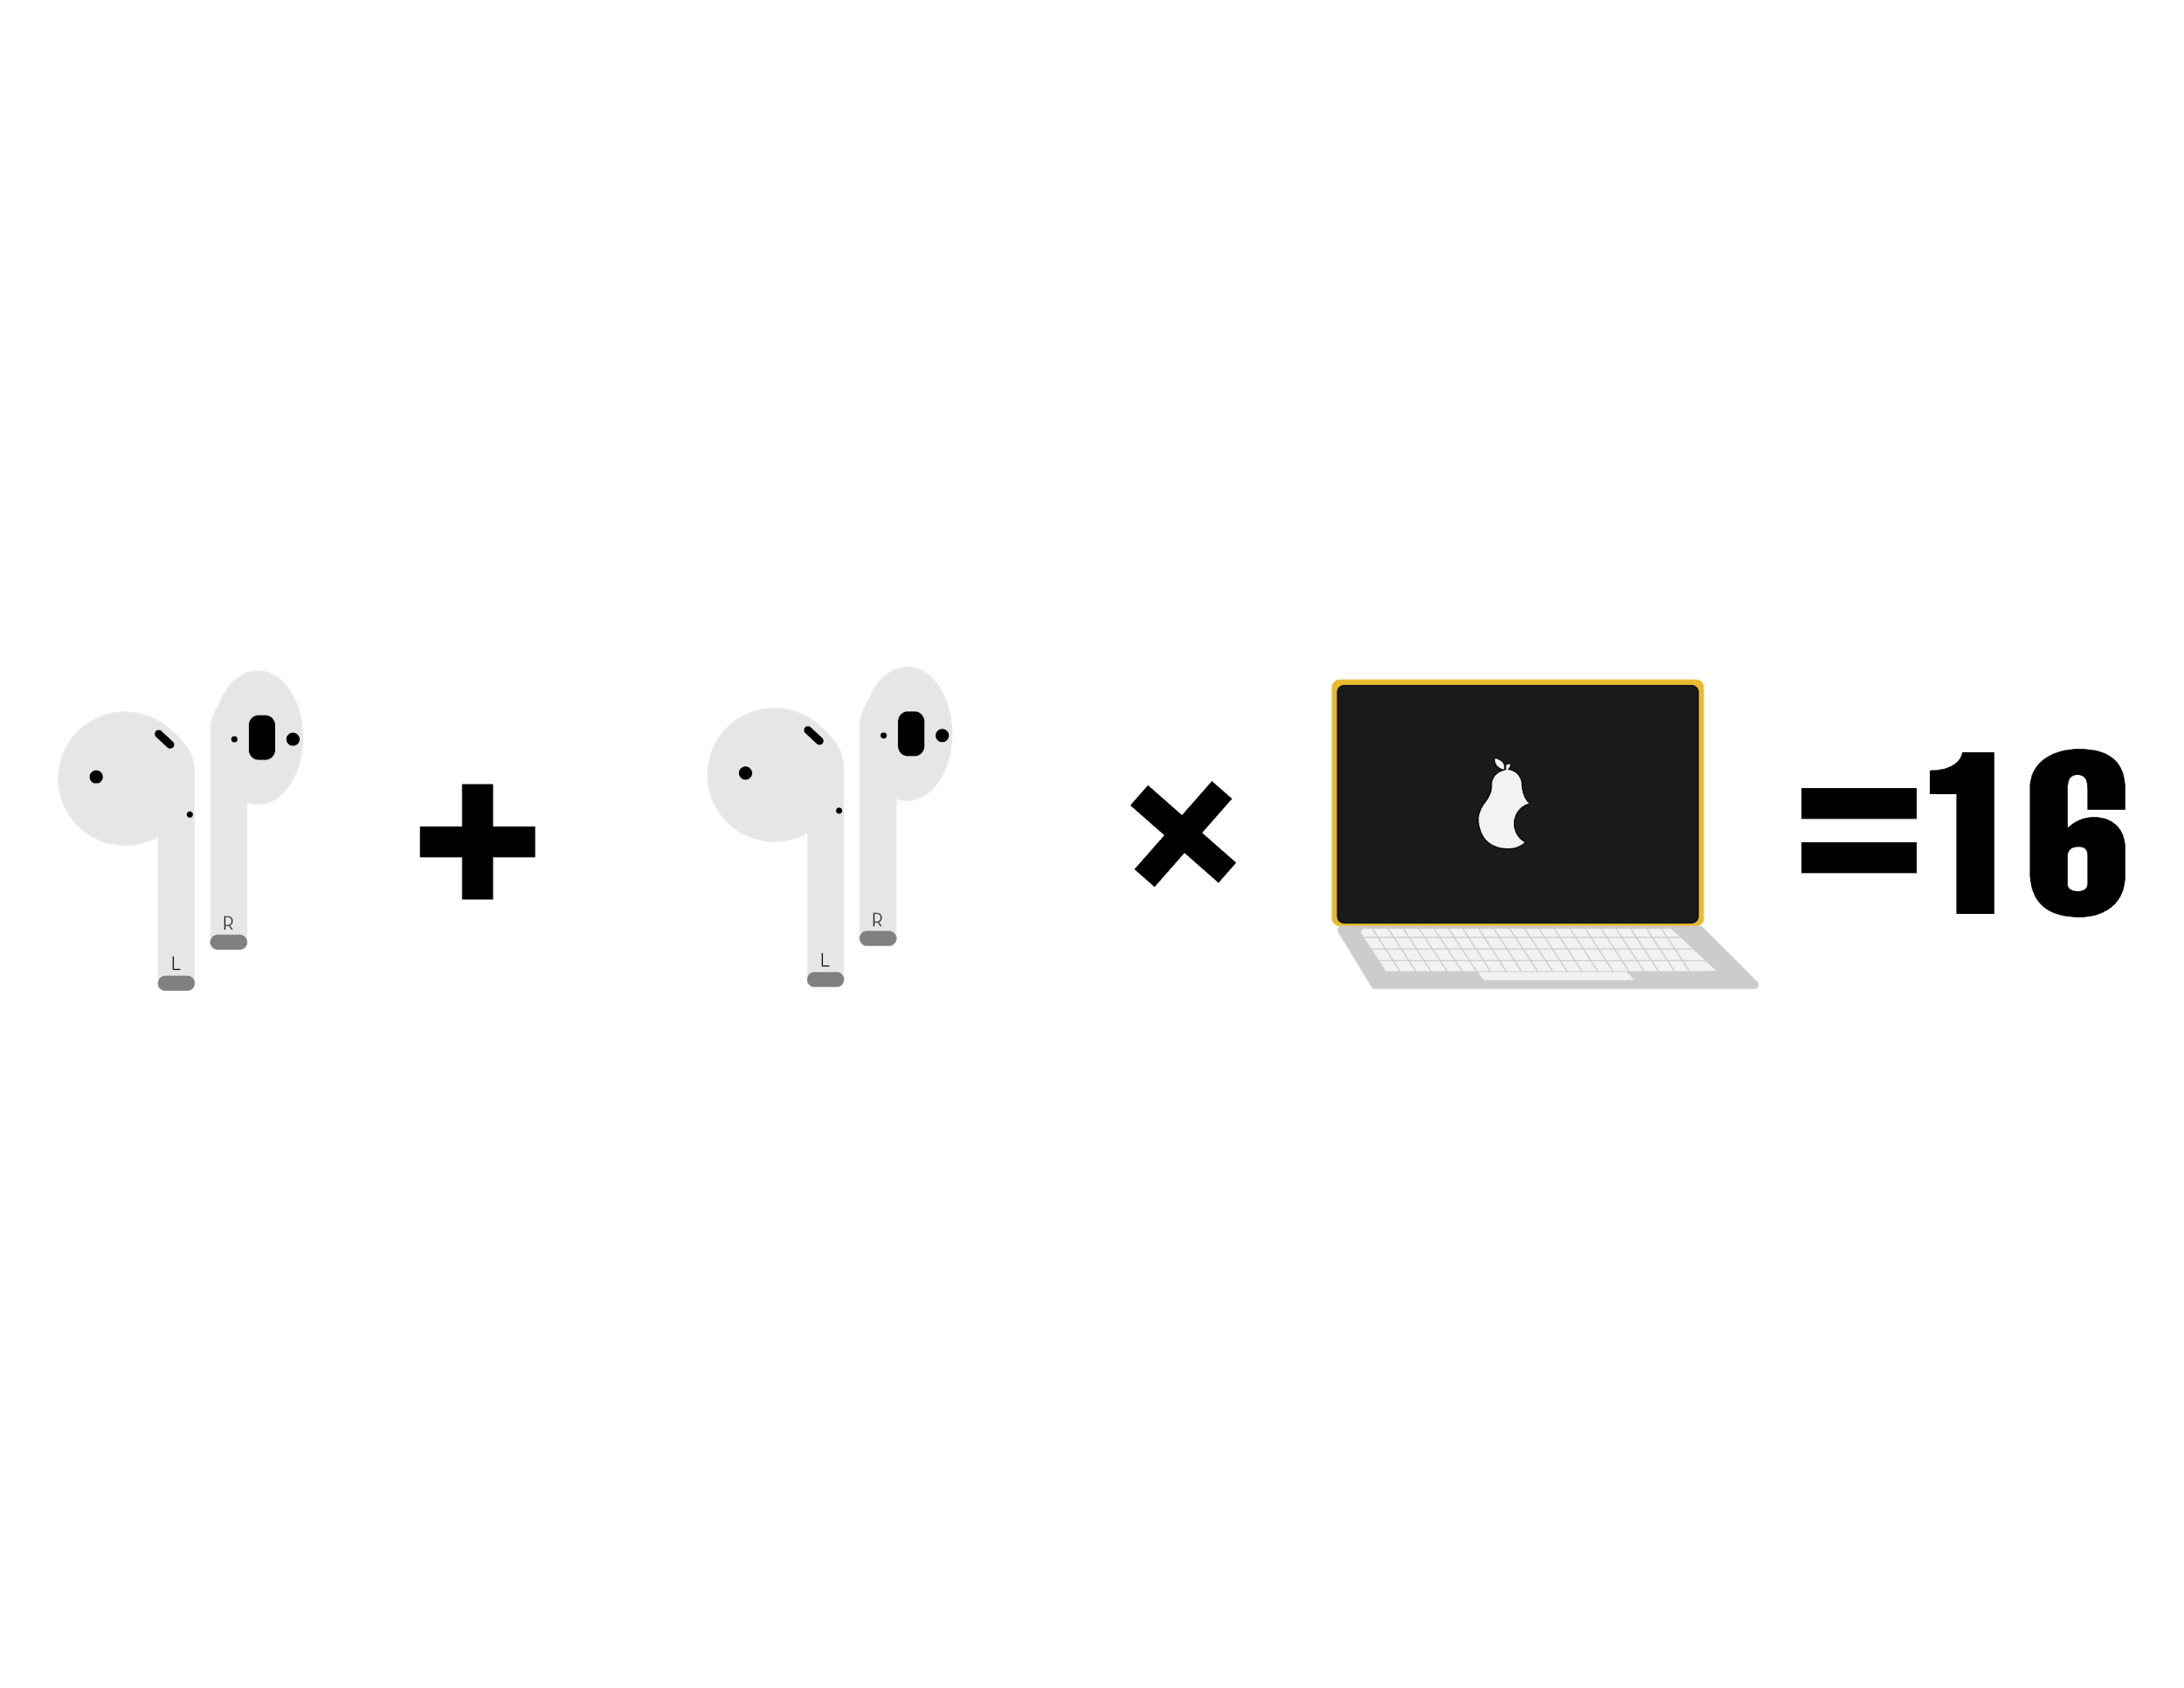 L R + L R × =16